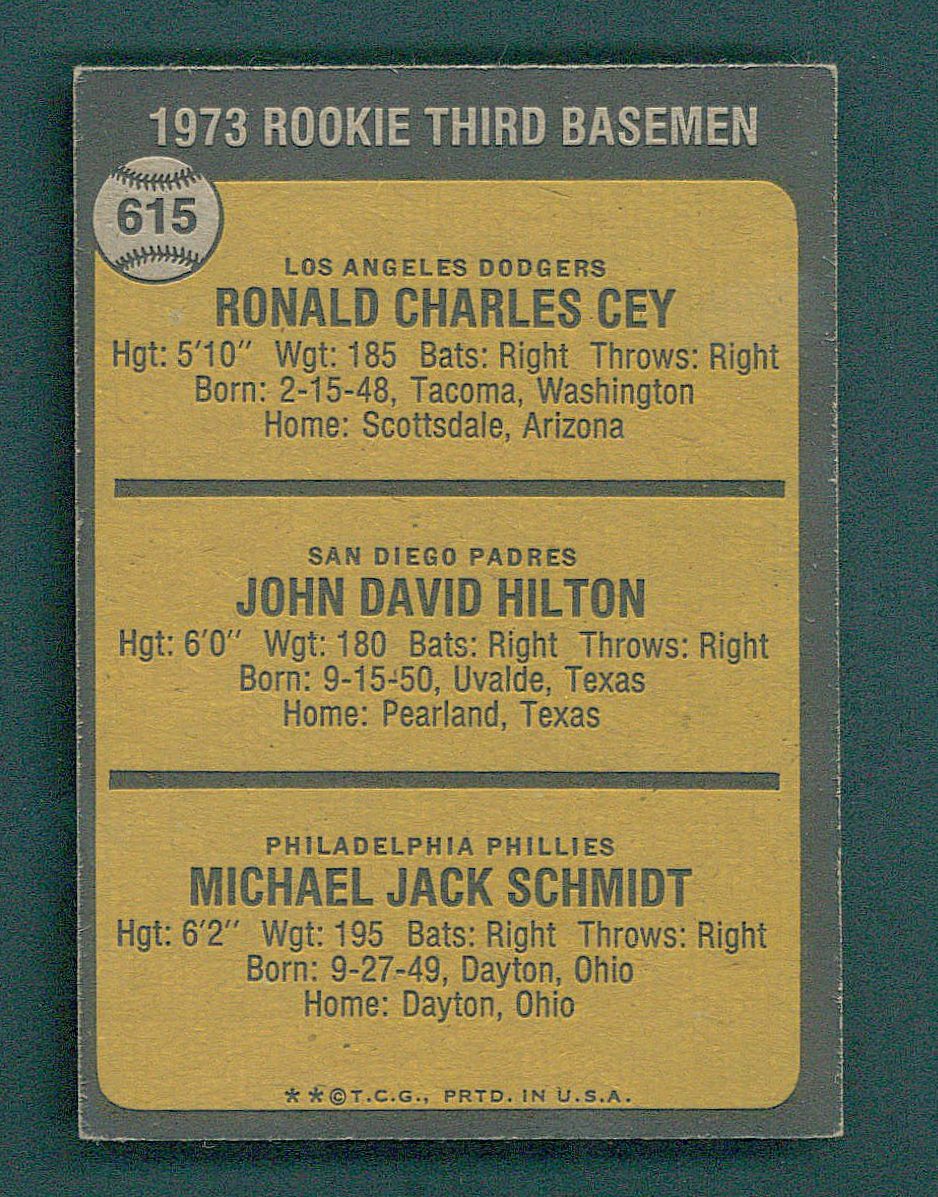 1973 ROOKIE THIRD BASEMEN
615
LOS ANGELES DODGERS
RONALD CHARLES CEY
Hgt: 5'10" Wgt: 185 Bats: Right Throws: Right
Born: 2-15-48, Tacoma, Washington
Home: Scottsdale, Arizona
SAN DIEGO PADRES
JOHN DAVID HILTON
Hgt: 6'0" Wgt: 180 Bats: Right Throws: Right
Born: 9-15-50, Uvalde, Texas
Home: Pearland, Texas
PHILADELPHIA PHILLIES
MICHAEL JACK SCHMIDT
Hgt: 6'2" Wgt: 195 Bats: Right Throws: Right
Born: 9-27-49, Dayton, Ohio
Home: Dayton, Ohio
**©T.C.G., PRTD. IN U.S.A.